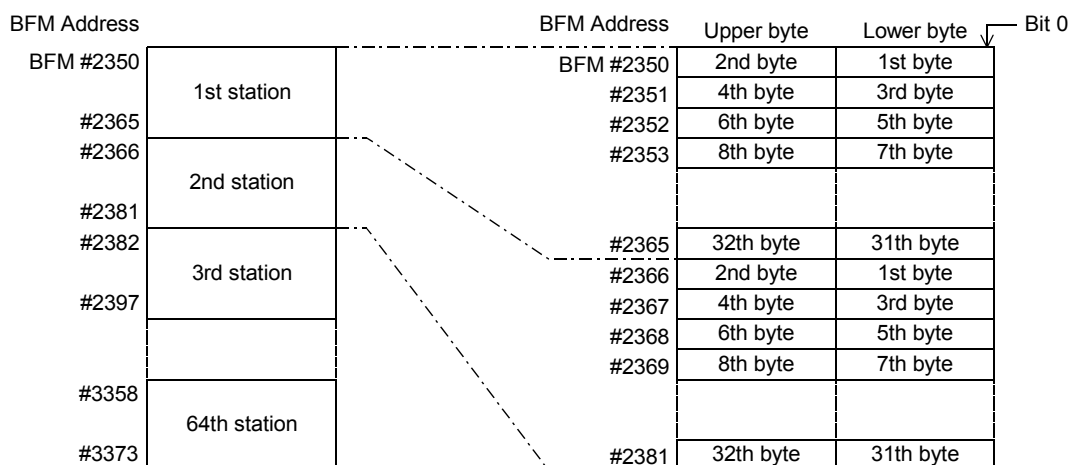 BFM Address
BFM #2350
1st station
#2365
#2366
2nd station
#2381
#2382
3rd station
#2397
#3358
64th station
#3373
BFM Address Upper byte Lower byte Bit 0
BFM #2350 2nd byte 1st byte
#2351 4th byte 3rd byte
#2352 6th byte 5th byte
#2353 8th byte 7th byte
#2365 32th byte 31th byte
#2366 2nd byte 1st byte
#2367 4th byte 3rd byte
#2368 6th byte 5th byte
#2369 8th byte 7th byte
#2381 32th byte 31th byte